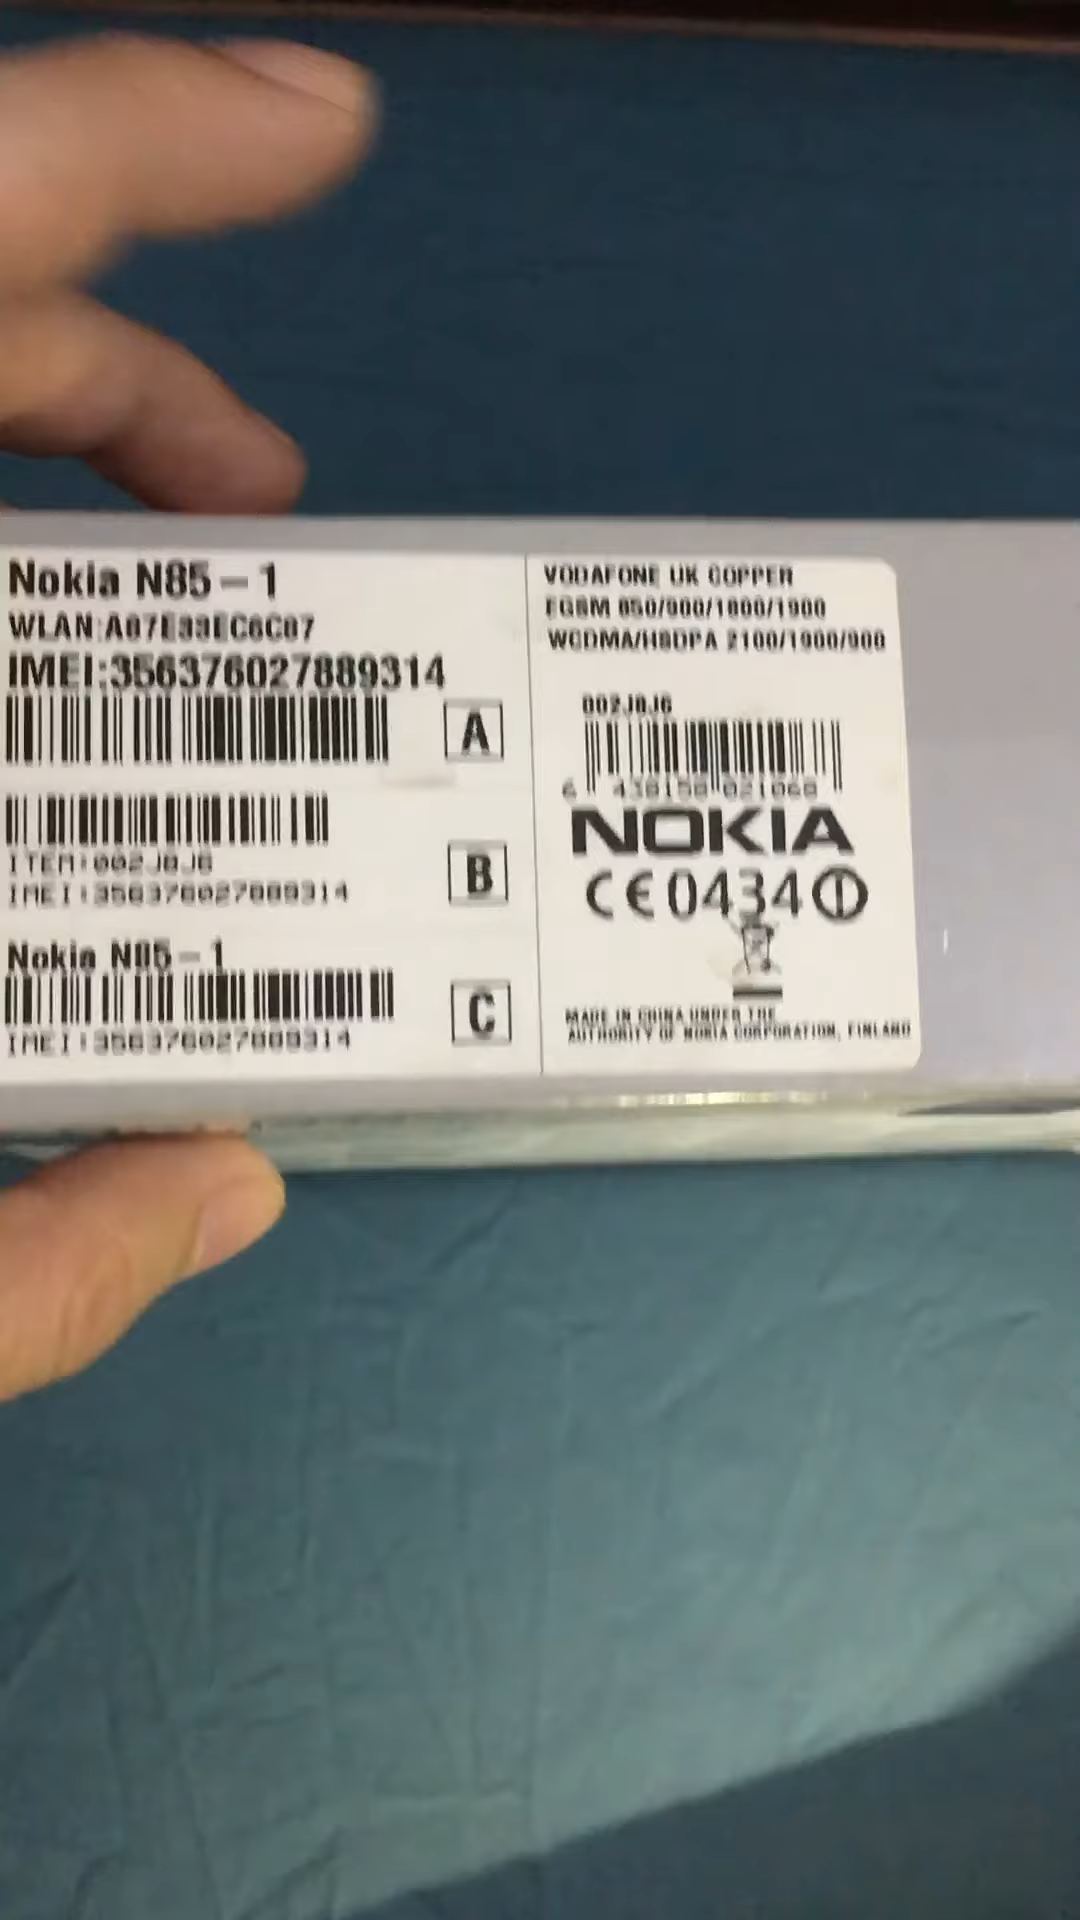 Nokia N85-1
IMEI:356376027889314
A
ITEM:002J8J6
IMEI:356376027889314
B
Nokia N85-1
IMEI:356376027889314
C
VODAFONE UK COPPER
EGSM 850/900/1800/1900
WCDMA/HSDPA 2100/1900/900
002J8J6
NOKIA
CE0434
MADE IN CHINA UNDER THE
AUTHORITY OF NOKIA CORPORATION, FINLAND